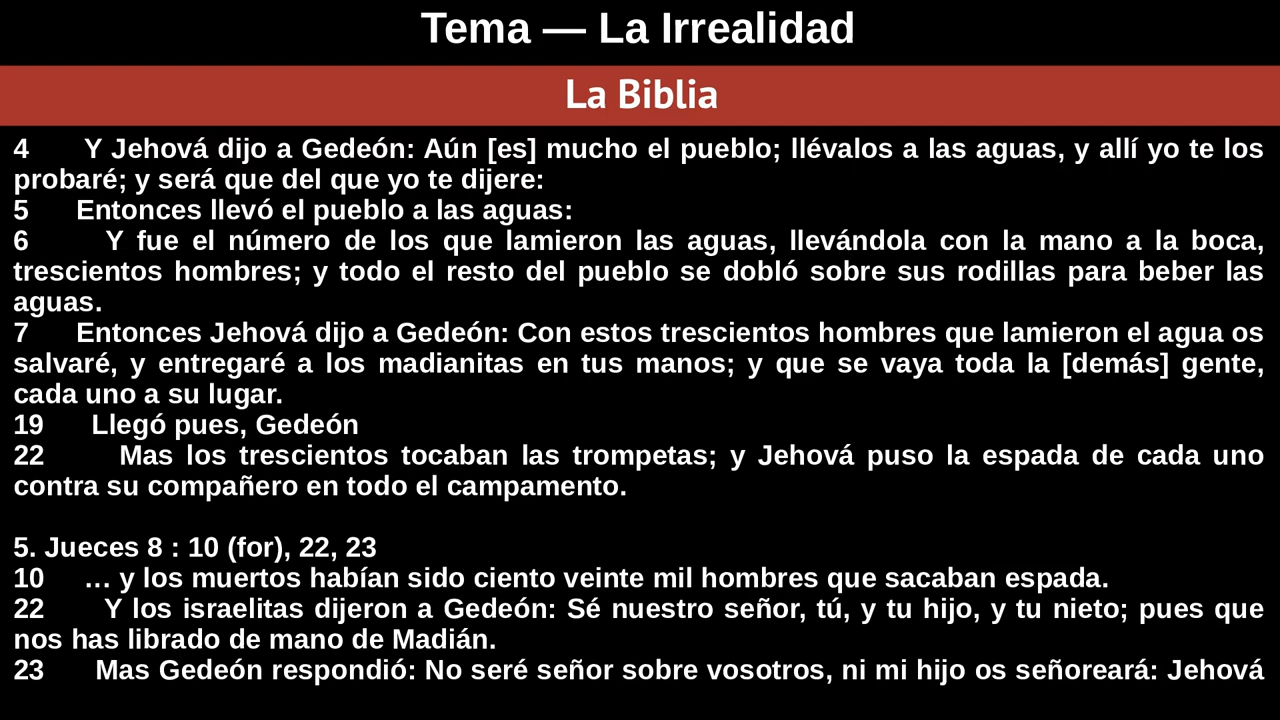 Tema — La Irrealidad
La Biblia
4 Y Jehová dijo a Gedeón: Aún [es] mucho el pueblo; llévalos a las aguas, y allí yo te los
probaré; y será que del que yo te dijere:
5 Entonces llevó el pueblo a las aguas:
6 Y fue el número de los que lamieron las aguas, llevándola con la mano a la boca,
trescientos hombres; y todo el resto del pueblo se dobló sobre sus rodillas para beber las
aguas.
7 Entonces Jehová dijo a Gedeón: Con estos trescientos hombres que lamieron el agua os
salvaré, y entregaré a los madianitas en tus manos; y que se vaya toda la [demás] gente,
cada uno a su lugar.
19 Llegó pues, Gedeón
22 Mas los trescientos tocaban las trompetas; y Jehová puso la espada de cada uno
contra su compañero en todo el campamento.
5. Jueces 8 : 10 (for), 22, 23
10 … y los muertos habían sido ciento veinte mil hombres que sacaban espada.
22 Y los israelitas dijeron a Gedeón: Sé nuestro señor, tú, y tu hijo, y tu nieto; pues que
nos has librado de mano de Madián.
23 Mas Gedeón respondió: No seré señor sobre vosotros, ni mi hijo os señoreará: Jehová